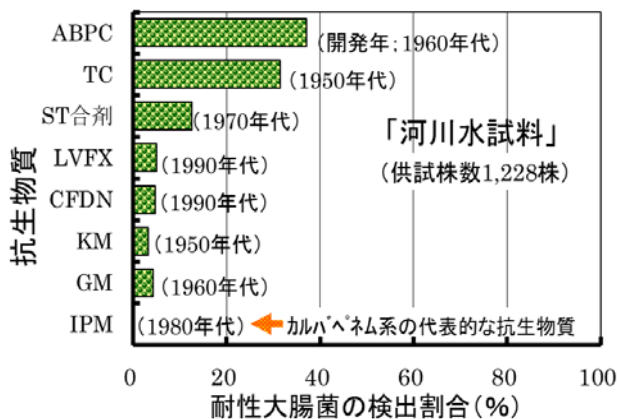 抗生物質
ABPC
(開発年;1960年代)
TC
(1950年代)
ST合剤
(1970年代)
「河川水試料」
LVFX
(1990年代)
(供試株数1,228株)
CFDN
(1990年代)
KM
(1950年代)
GM
(1960年代)
IPM
(1980年代)
カルバペネム系の代表的な抗生物質
0 20 40 60 80 100
耐性大腸菌の検出割合(%)